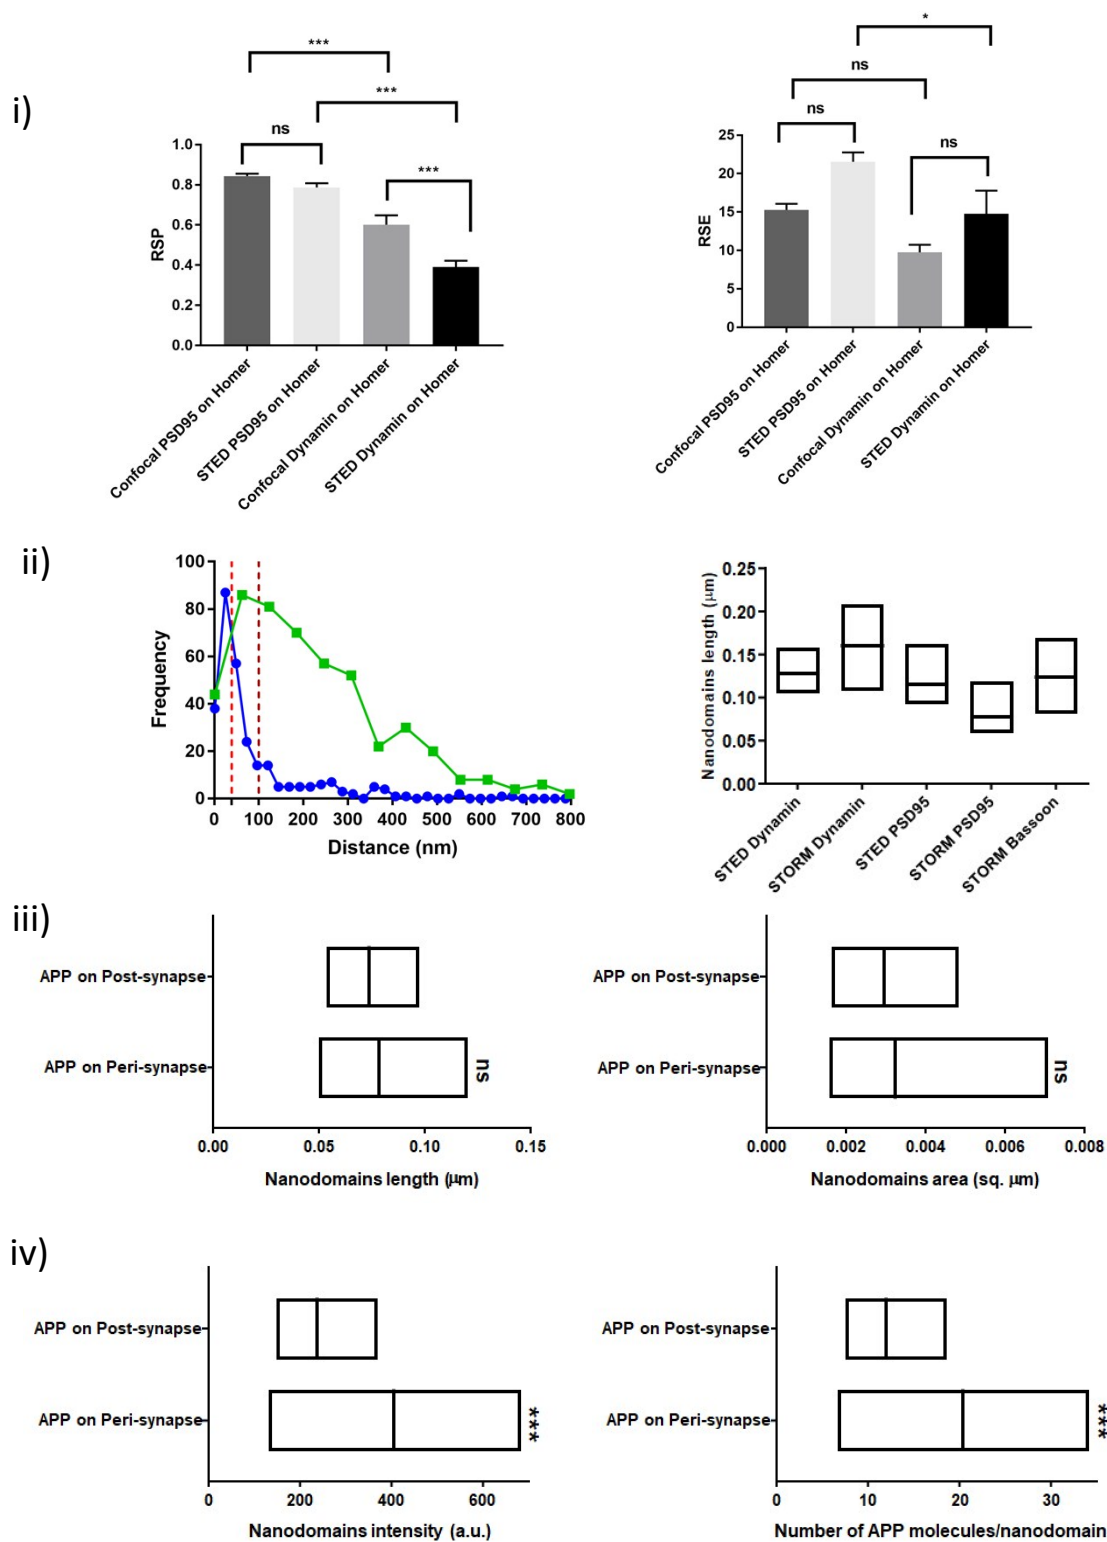 i)
***
***
ns
***
1.0
0.8
0.6
0.4
0.2
0.0
RSP
Confocal PSD95 on Homer
STED PSD95 on Homer
Confocal Dynamin on Homer
STED Dynamin on Homer
*
ns
ns
ns
25
20
15
10
5
0
RSE
Confocal PSD95 on Homer
STED PSD95 on Homer
Confocal Dynamin on Homer
STED Dynamin on Homer
ii)
100
80
60
40
20
0
Frequency
0 100 200 300 400 500 600 700 800
Distance (nm)
0.25
0.20
0.15
0.10
0.05
0.00
Nanodomains length (μm)
STED Dynamin
STORM Dynamin
STED PSD95
STORM PSD95
STORM Bassoon
iii)
APP on Post-synapse
APP on Peri-synapse
ns
0.00 0.05 0.10 0.15
Nanodomains length (μm)
APP on Post-synapse
APP on Peri-synapse
ns
0.000 0.002 0.004 0.006 0.008
Nanodomains area (sq. μm)
iv)
APP on Post-synapse
APP on Peri-synapse
***
0 200 400 600
Nanodomains intensity (a.u.)
APP on Post-synapse
APP on Peri-synapse
***
0 10 20 30
Number of APP molecules/nanodomain